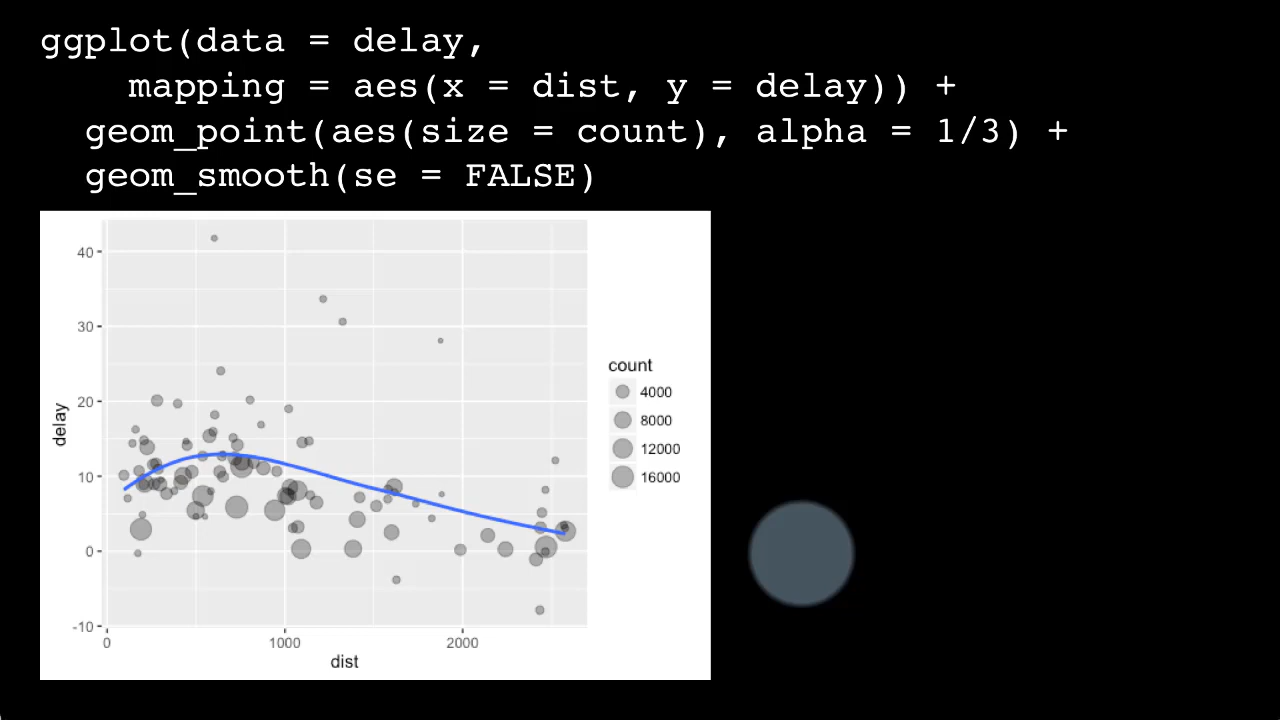 ggplot(data = delay,
mapping = aes(x = dist, y = delay)) +
geom_point(aes(size = count), alpha = 1/3) +
geom_smooth(se = FALSE)
40
30
20
10
0
-10
delay
0 1000 2000
dist
count
4000
8000
12000
16000